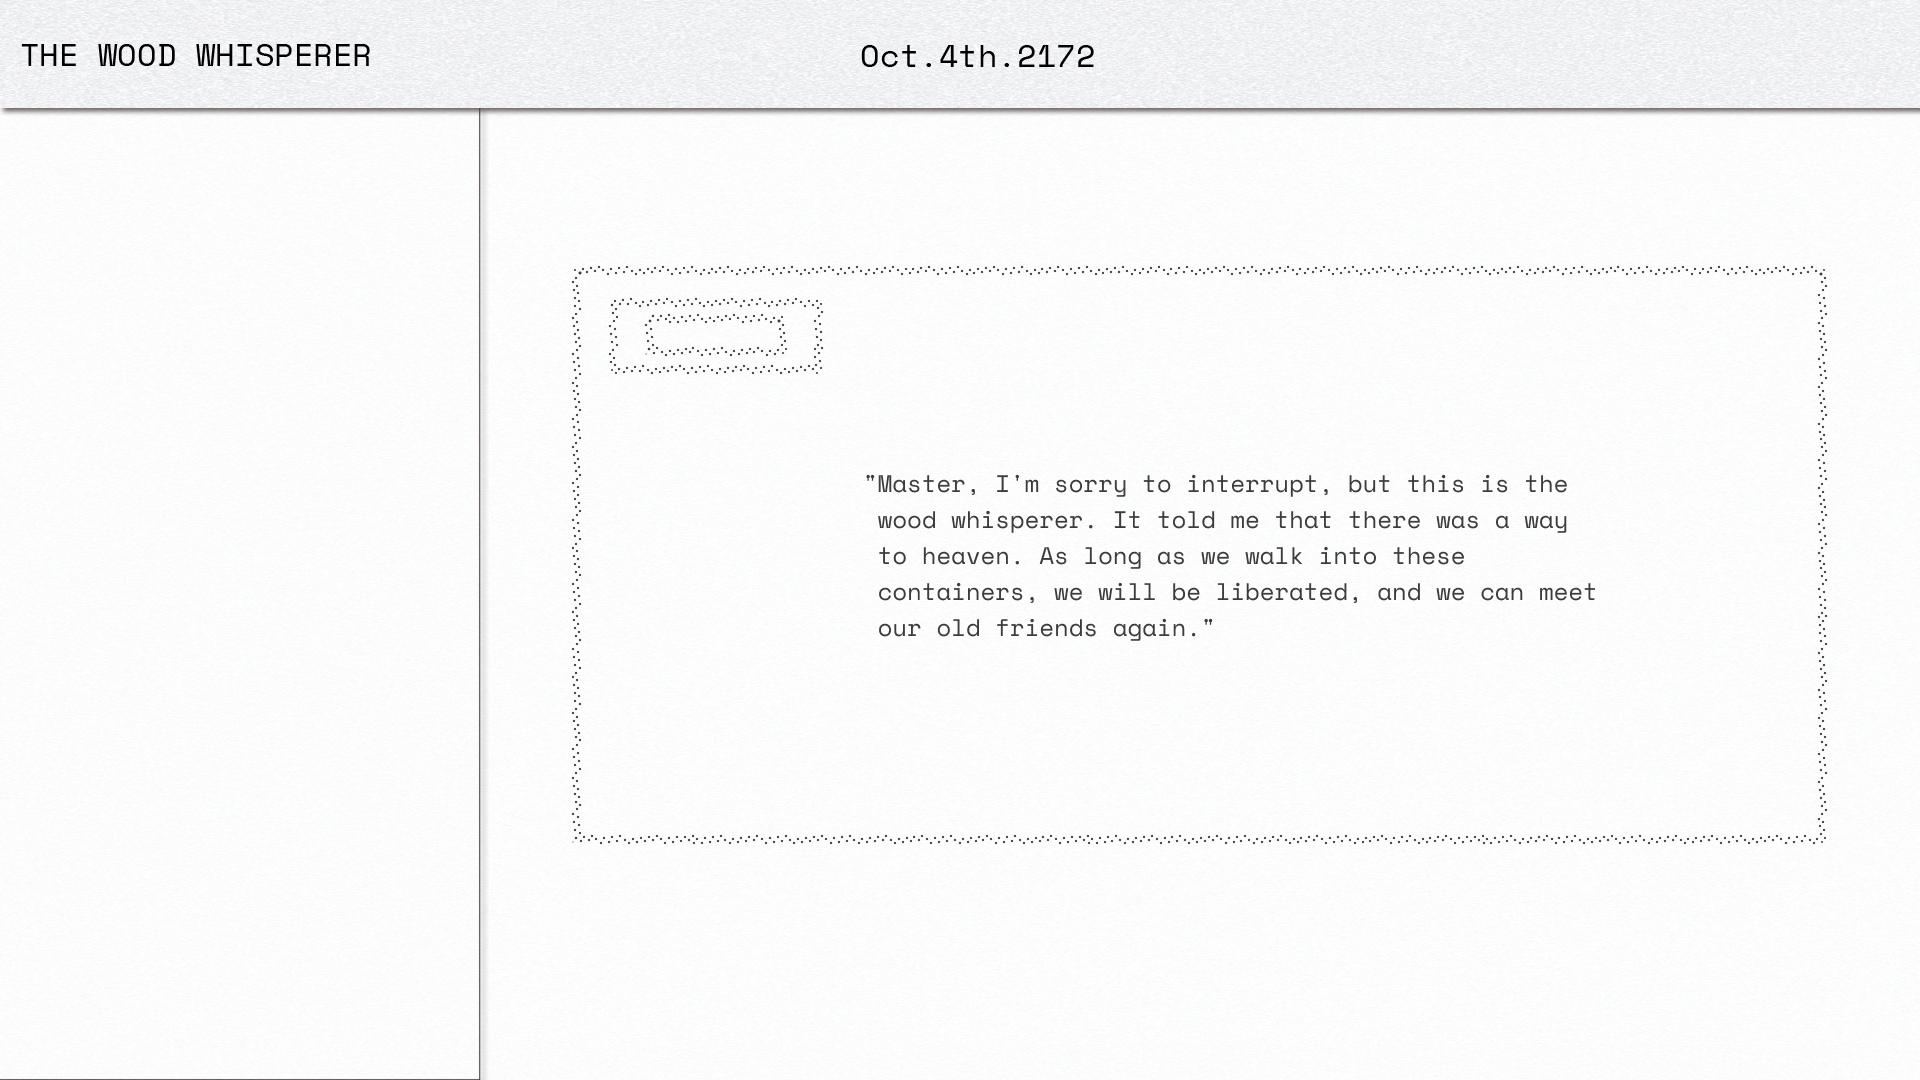 THE WOOD WHISPERER
Oct.4th.2172
"Master, I'm sorry to interrupt, but this is the
wood whisperer. It told me that there was a way
to heaven. As long as we walk into these
containers, we will be liberated, and we can meet
our old friends again."